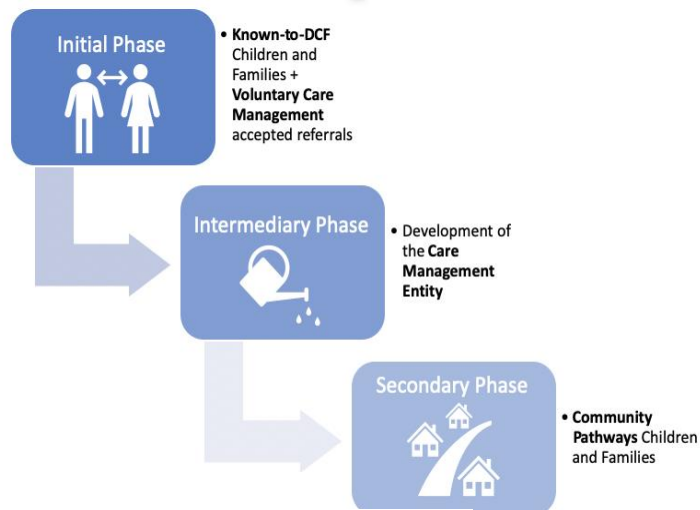 Initial Phase
• Known-to-DCF
Children and
Families +
Voluntary Care
Management
accepted referrals
Intermediary Phase
• Development of
the Care
Management
Entity
Secondary Phase
• Community
Pathways Children
and Families